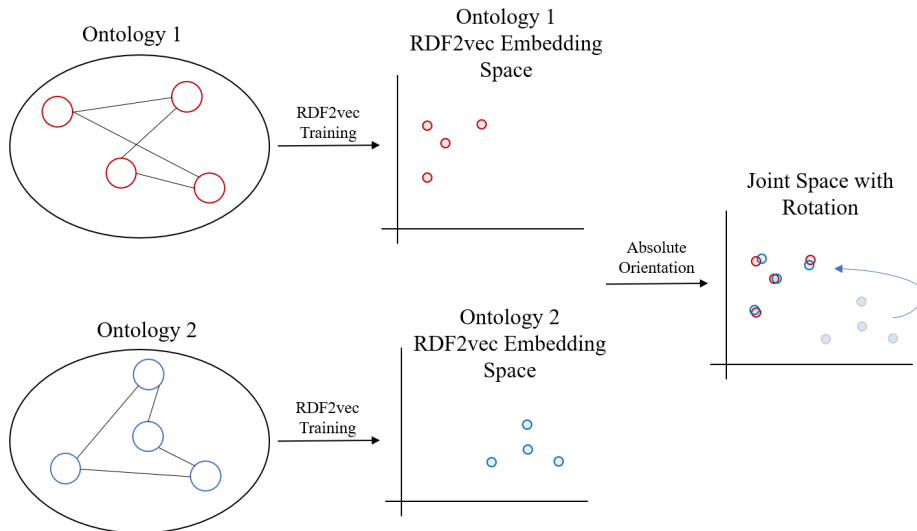 Ontology 1
RDF2vec
Training
Ontology 1
RDF2vec Embedding
Space
Ontology 2
RDF2vec
Training
Ontology 2
RDF2vec Embedding
Space
Absolute
Orientation
Joint Space with
Rotation